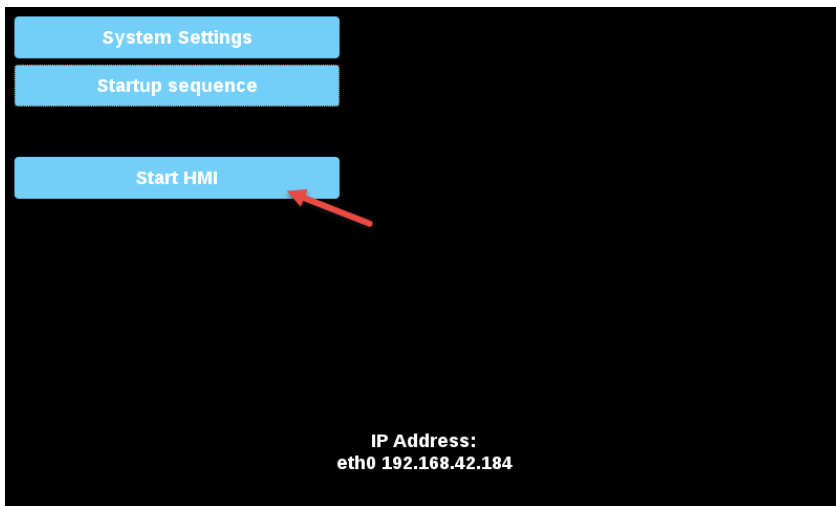 System Settings
Startup sequence
Start HMI
IP Address:
eth0 192.168.42.184